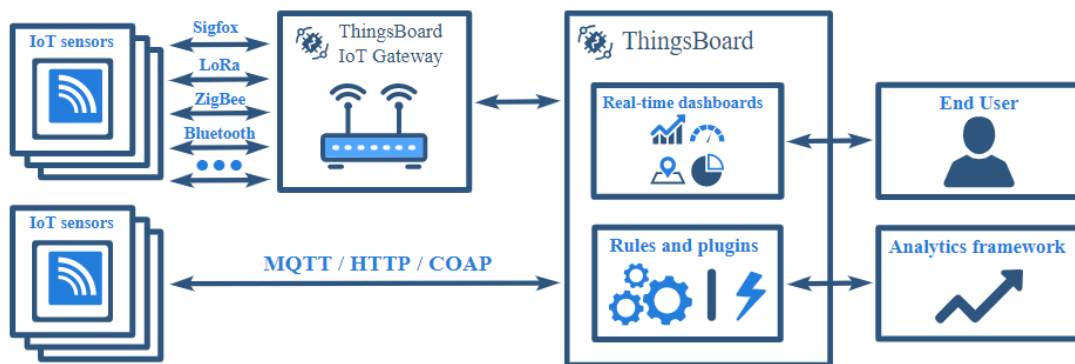 IoT sensors
Sigfox
LoRa
ZigBee
Bluetooth
ThingsBoard
IoT Gateway
ThingsBoard
Real-time dashboards
End User
IoT sensors
MQTT / HTTP / COAP
Rules and plugins
Analytics framework